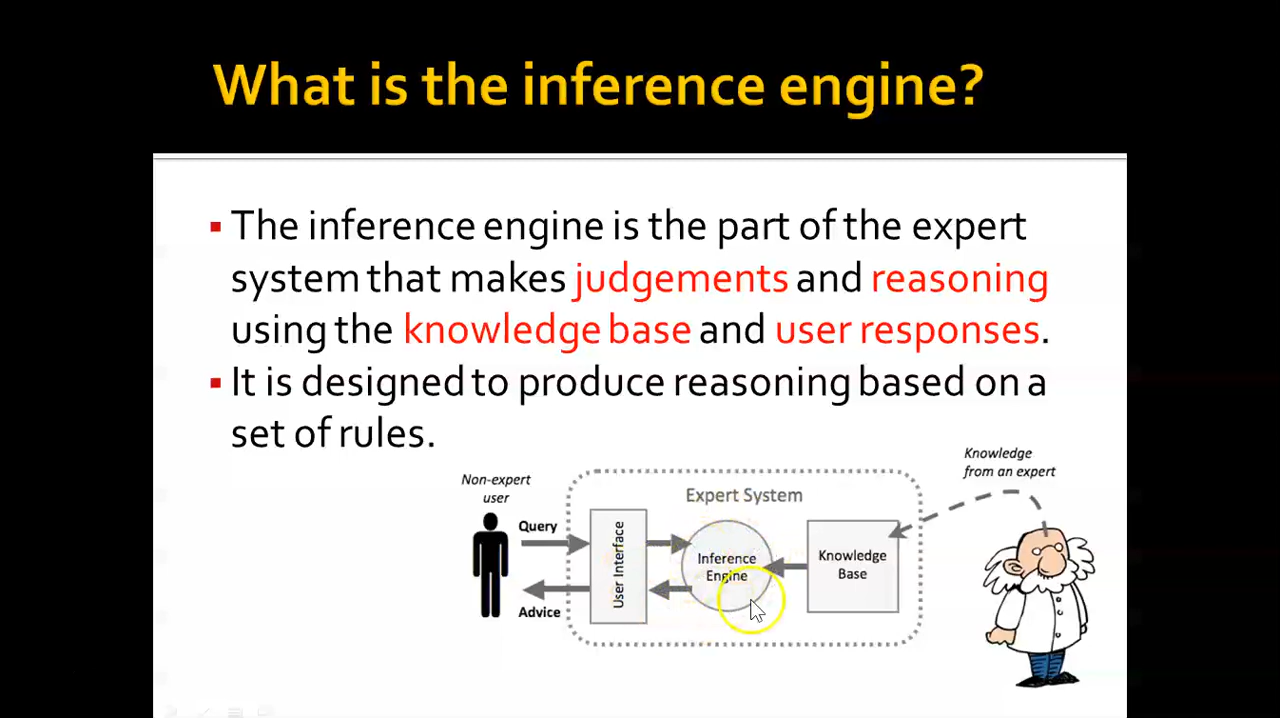 What is the inference engine?
The inference engine is the part of the expert
system that makes judgements and reasoning
using the knowledge base and user responses.
It is designed to produce reasoning based on a
set of rules.
Knowledge
from an expert
Non-expert
user
Expert System
Query
User Interface
Inference
Engine
Knowledge
Base
Advice